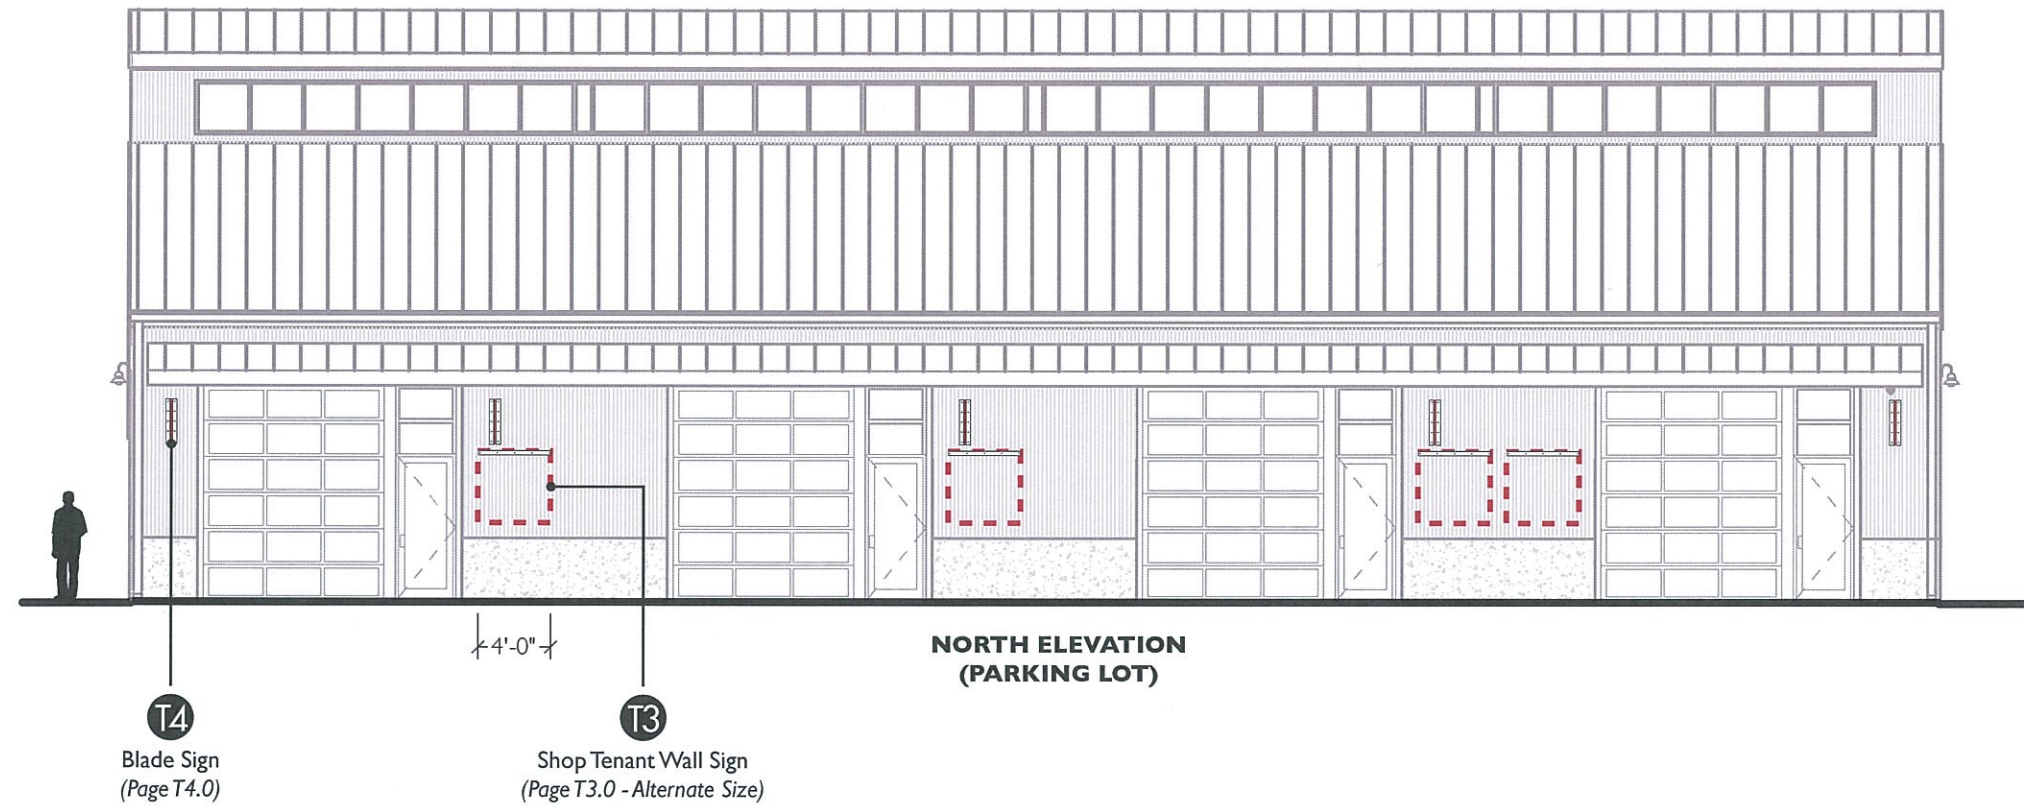 4'-0"
NORTH ELEVATION
(PARKING LOT)
T4
Blade Sign
(Page T4.0)
T3
Shop Tenant Wall Sign
(Page T3.0 - Alternate Size)